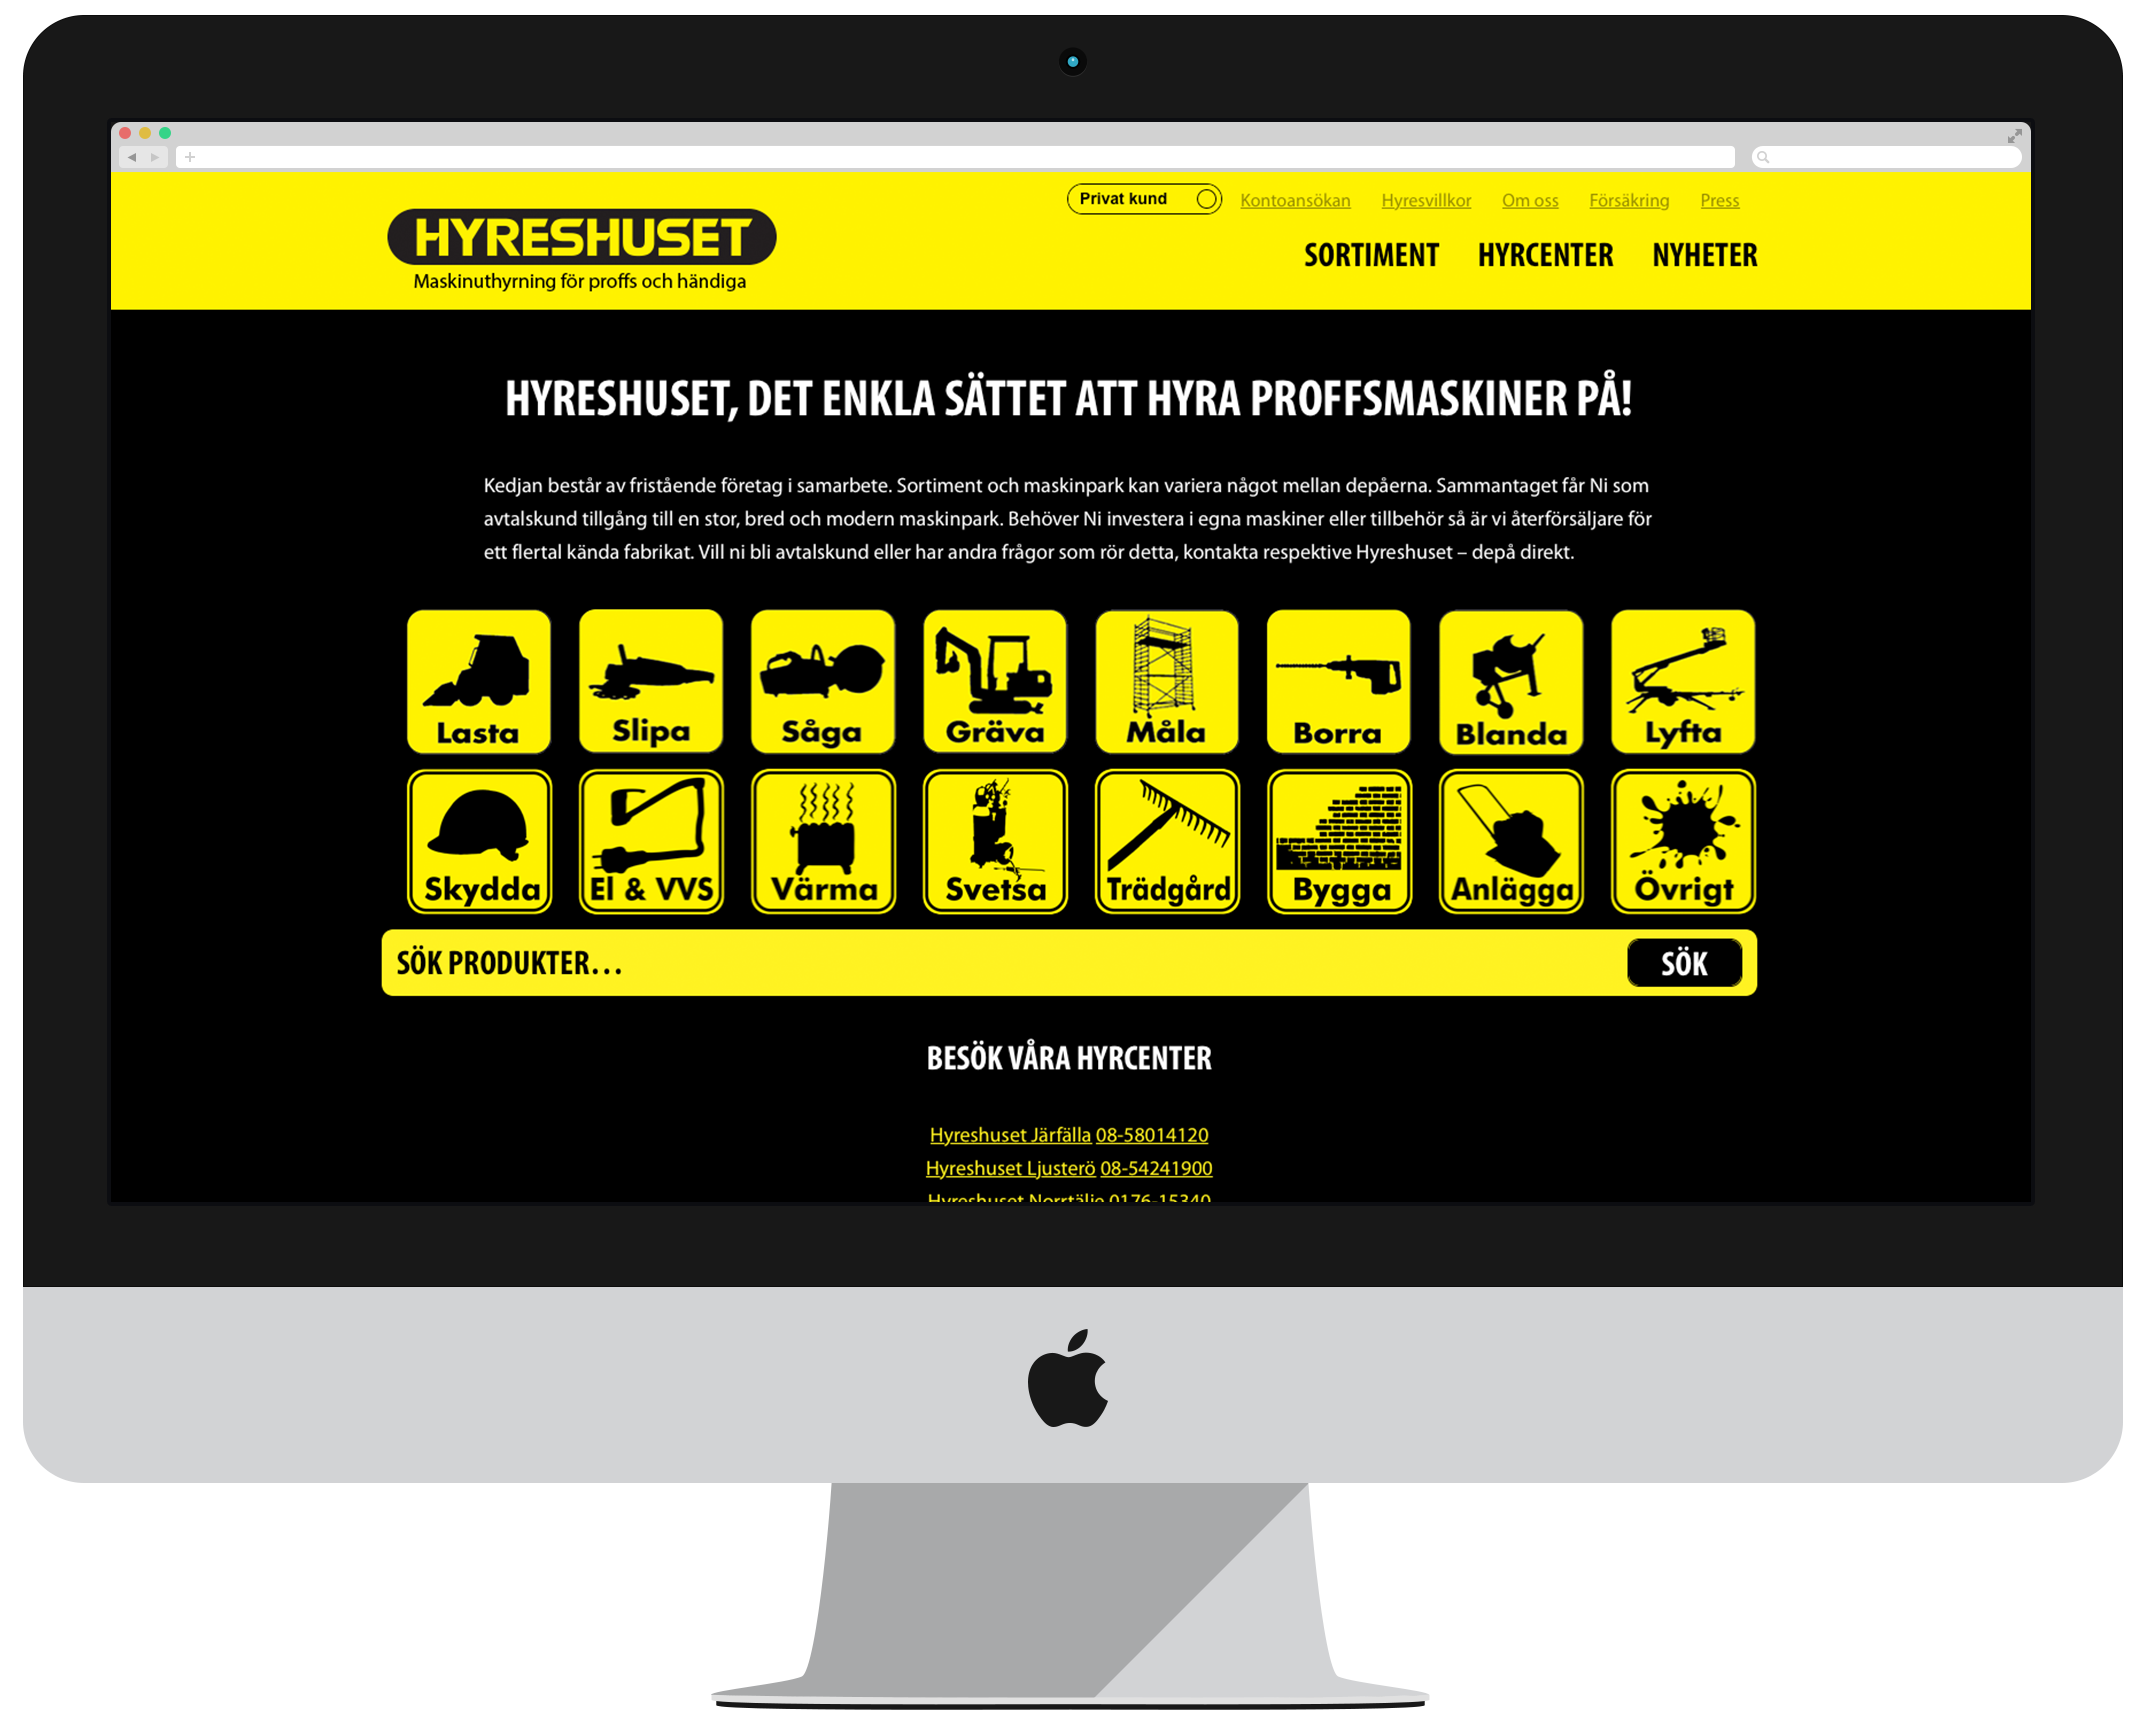 Privat kund Kontoansökan Hyresvillkor Om oss Försäkring Press
HYRESHUSET
Maskinuthyrning för proffs och händiga
SORTIMENT HYRCENTER NYHETER
HYRESHUSET, DET ENKLA SÄTTET ATT HYRA PROFFSMASKINER PÅ!
Kedjan består av fristående företag i samarbete. Sortiment och maskinpark kan variera något mellan depåerna. Sammantaget får Ni som
avtalskund tillgång till en stor, bred och modern maskinpark. Behöver Ni investera i egna maskiner eller tillbehör så är vi återförsäljare för
ett flertal kända fabrikat. Vill ni bli avtalskund eller har andra frågor som rör detta, kontakta respektive Hyreshuset – depå direkt.
Lasta Slipa Såga Gräva Måla Borra Blanda Lyfta
Skydda El & VVS Värma Svetsa Trädgård Bygga Anlägga Övrigt
SÖK PRODUKTER... SÖK
BESÖK VÅRA HYRCENTER
Hyreshuset Järfälla 08-58014120
Hyreshuset Ljusterö 08-54241900
Hyreshuset Norrtälje 0176-15340